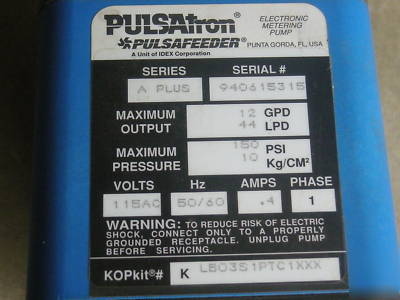 PULSAtron ELECTRONIC METERING PUMP
PULSAFEEDER® PUNTA GORDA, FL, USA
A Unit of IDEX Corporation
SERIES SERIAL #
A PLUS 940615315
MAXIMUM OUTPUT 12 GPD
44 LPD
MAXIMUM PRESSURE 150 PSI
10 Kg/CM²
VOLTS Hz AMPS PHASE
115AC 50/60 .4 1
WARNING: TO REDUCE RISK OF ELECTRIC
SHOCK, CONNECT ONLY TO A PROPERLY
GROUNDED RECEPTACLE. UNPLUG PUMP
BEFORE SERVICING.
KOPkit®# K LB03S1PTC1XXX